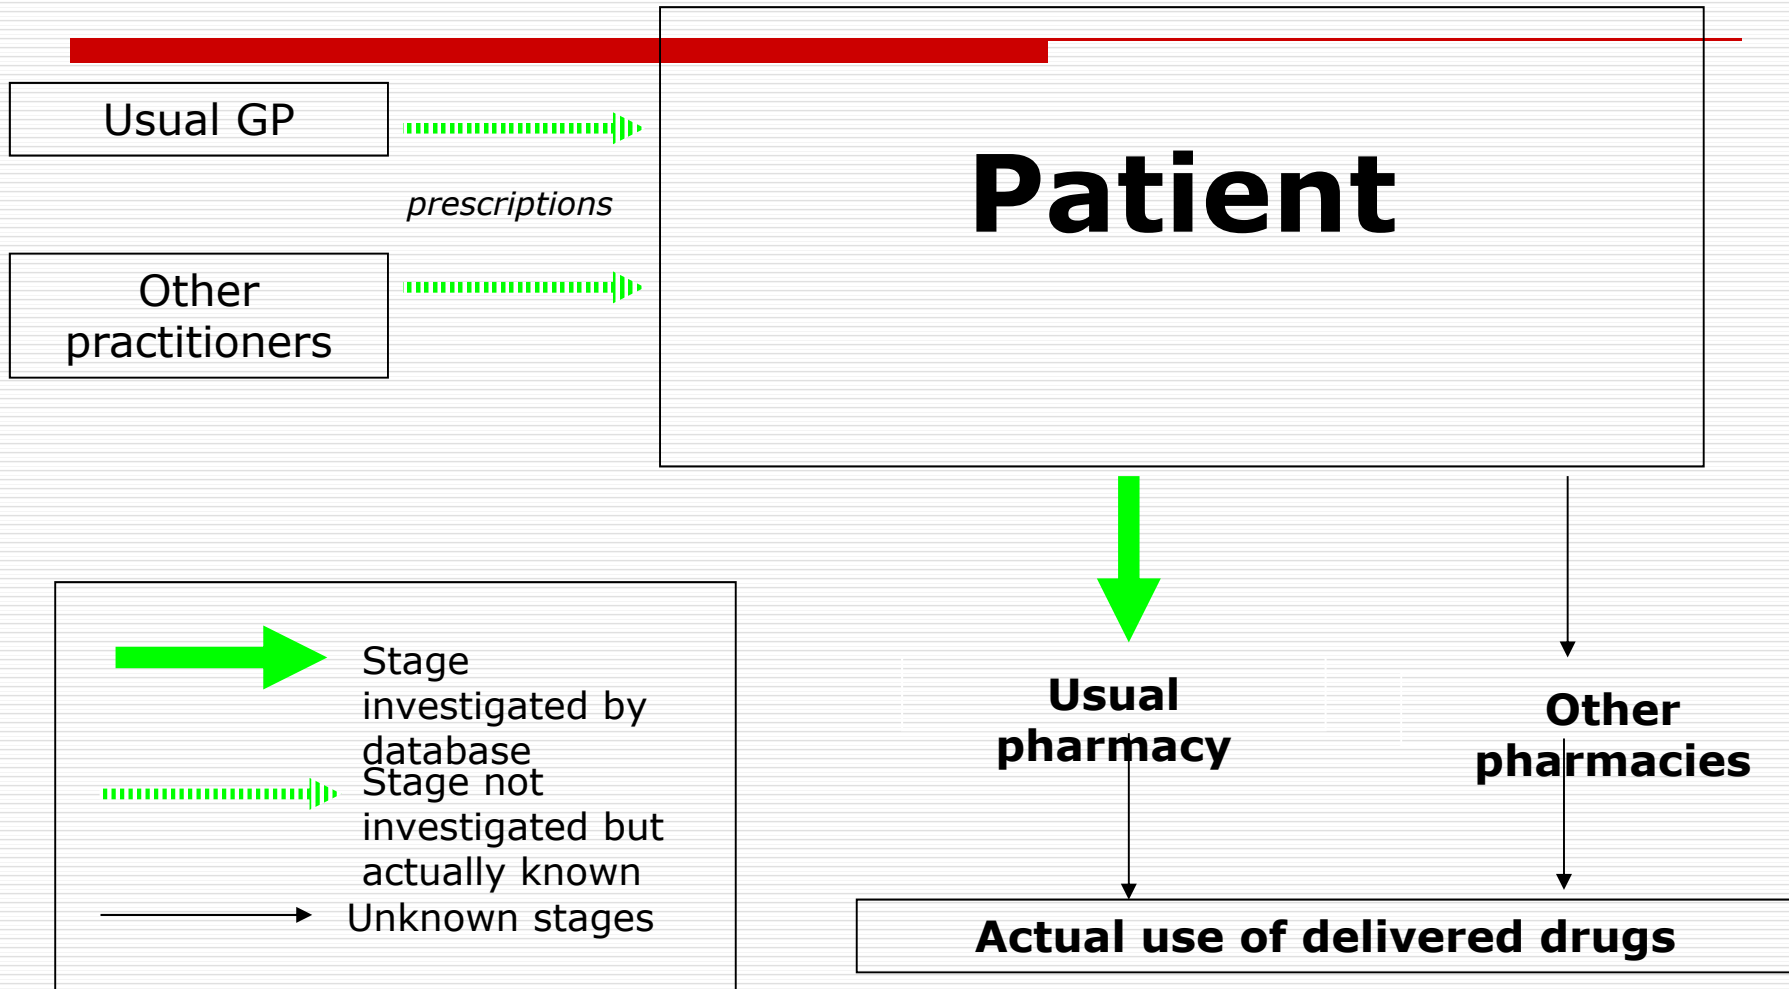 Usual GP
prescriptions
Other
practitioners
Patient
Stage
investigated by
database
Stage not
investigated but
actually known
Unknown stages
Usual
pharmacy
Other
pharmacies
Actual use of delivered drugs